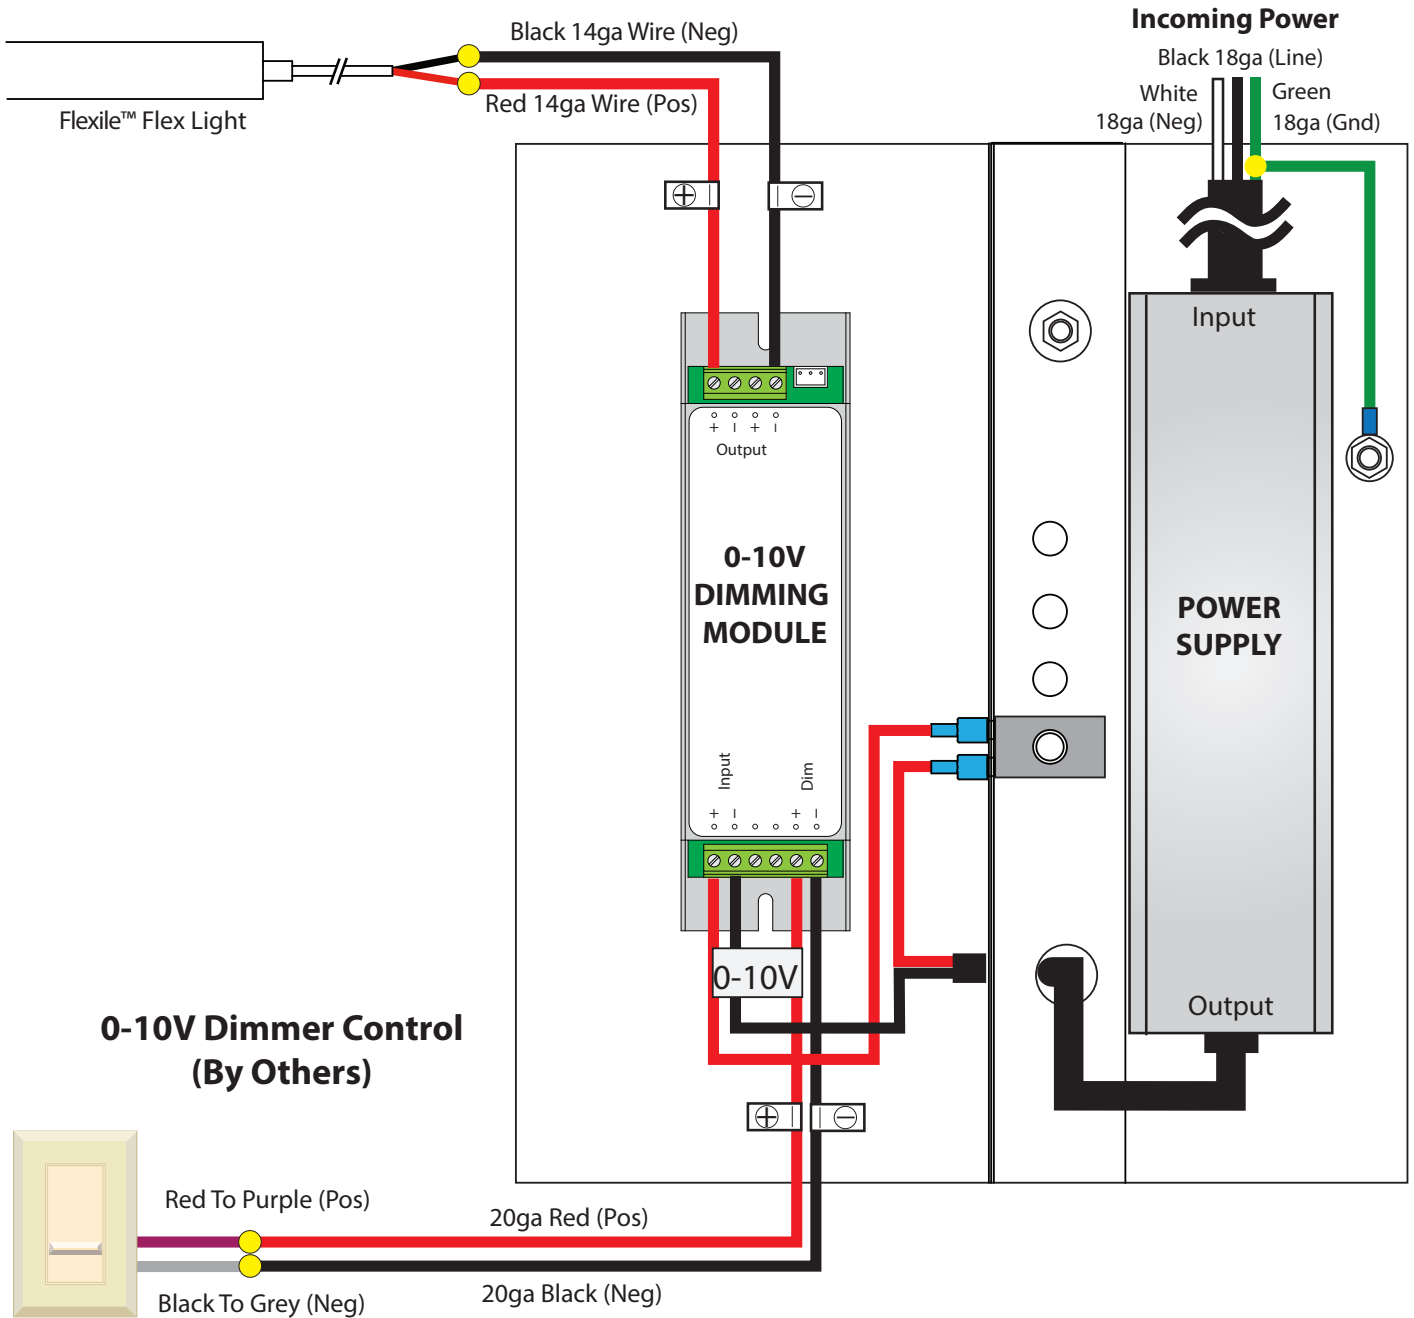 Incoming Power
Black 14ga Wire (Neg)
Black 18ga (Line)
White
18ga (Neg)
Green
18ga (Gnd)
Red 14ga Wire (Pos)
Flexile™ Flex Light
+
−
Input
+ − + −
Output
0-10V
DIMMING
MODULE
POWER
SUPPLY
Input
Dim
+ − + −
0-10V
Output
0-10V Dimmer Control
(By Others)
+
−
Red To Purple (Pos)
20ga Red (Pos)
20ga Black (Neg)
Black To Grey (Neg)